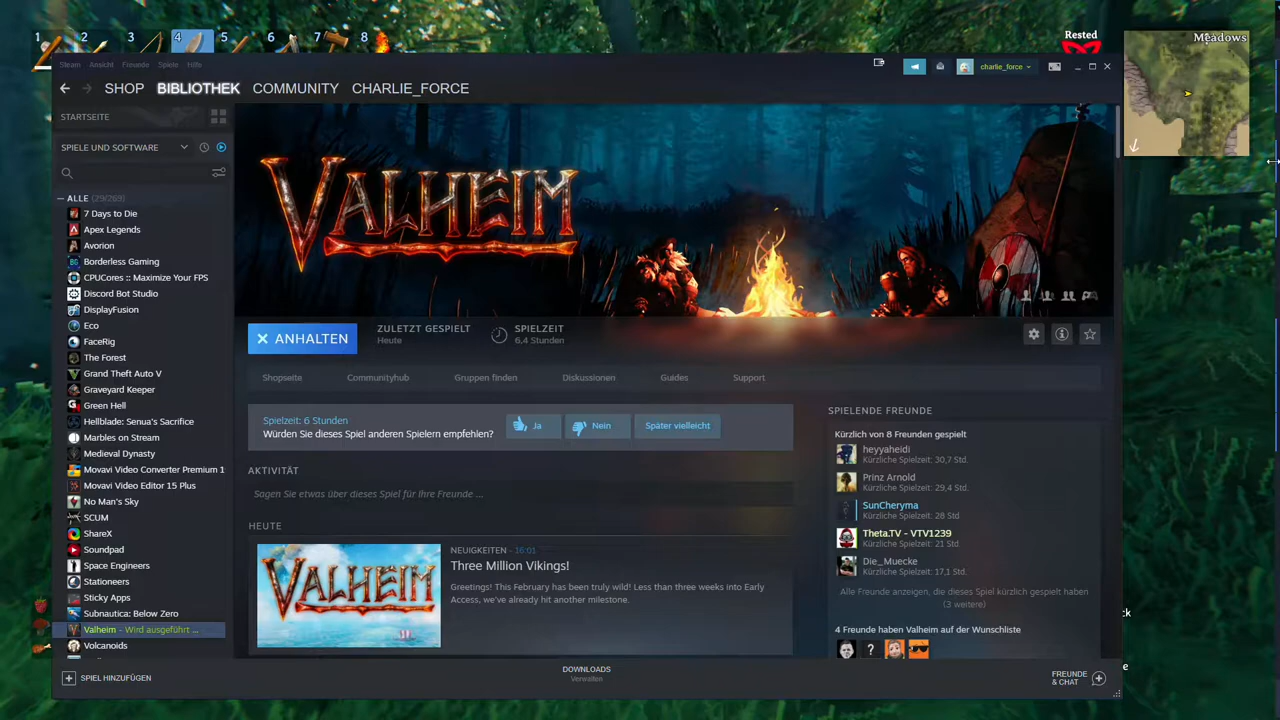 1 2 3 4 5 6 7 8
Rested
Meadows
Steam Ansicht Freunde Spiele Hilfe
charlie_force
SHOP BIBLIOTHEK COMMUNITY CHARLIE_FORCE
STARTSEITE
SPIELE UND SOFTWARE
ALLE (29/269)
7 Days to Die
Apex Legends
Avorion
Borderless Gaming
CPUCores :: Maximize Your FPS
Discord Bot Studio
DisplayFusion
Eco
FaceRig
The Forest
Grand Theft Auto V
Graveyard Keeper
Green Hell
Hellblade: Senua's Sacrifice
Marbles on Stream
Medieval Dynasty
Movavi Video Converter Premium 1
Movavi Video Editor 15 Plus
No Man's Sky
SCUM
ShareX
Soundpad
Space Engineers
Stationeers
Sticky Apps
Subnautica: Below Zero
Valheim - Wird ausgeführt ...
Volcanoids
SPIEL HINZUFÜGEN
VALHEIM
ANHALTEN
ZULETZT GESPIELT
Heute
SPIELZEIT
6,4 Stunden
Shopseite Communityhub Gruppen finden Diskussionen Guides Support
Spielzeit: 6 Stunden
Würden Sie dieses Spiel anderen Spielern empfehlen?
Ja Nein Später vielleicht
AKTIVITÄT
Sagen Sie etwas über dieses Spiel für Ihre Freunde ...
HEUTE
VALHEIM
NEUIGKEITEN - 16:01
Three Million Vikings!
Greetings! This February has been truly wild! Less than three weeks into Early
Access, we've already hit another milestone.
SPIELENDE FREUNDE
Kürzlich von 8 Freunden gespielt
heyyaheidi
Kürzliche Spielzeit: 30,7 Std.
Prinz Arnold
Kürzliche Spielzeit: 29,4 Std.
SunCheryma
Kürzliche Spielzeit: 28 Std.
Theta.TV - VTV1239
Kürzliche Spielzeit: 21 Std.
Die_Muecke
Kürzliche Spielzeit: 17,1 Std.
Alle Freunde anzeigen, die dieses Spiel kürzlich gespielt haben
(3 weitere)
4 Freunde haben Valheim auf der Wunschliste
?
DOWNLOADS
Verwalten
FREUNDE
& CHAT